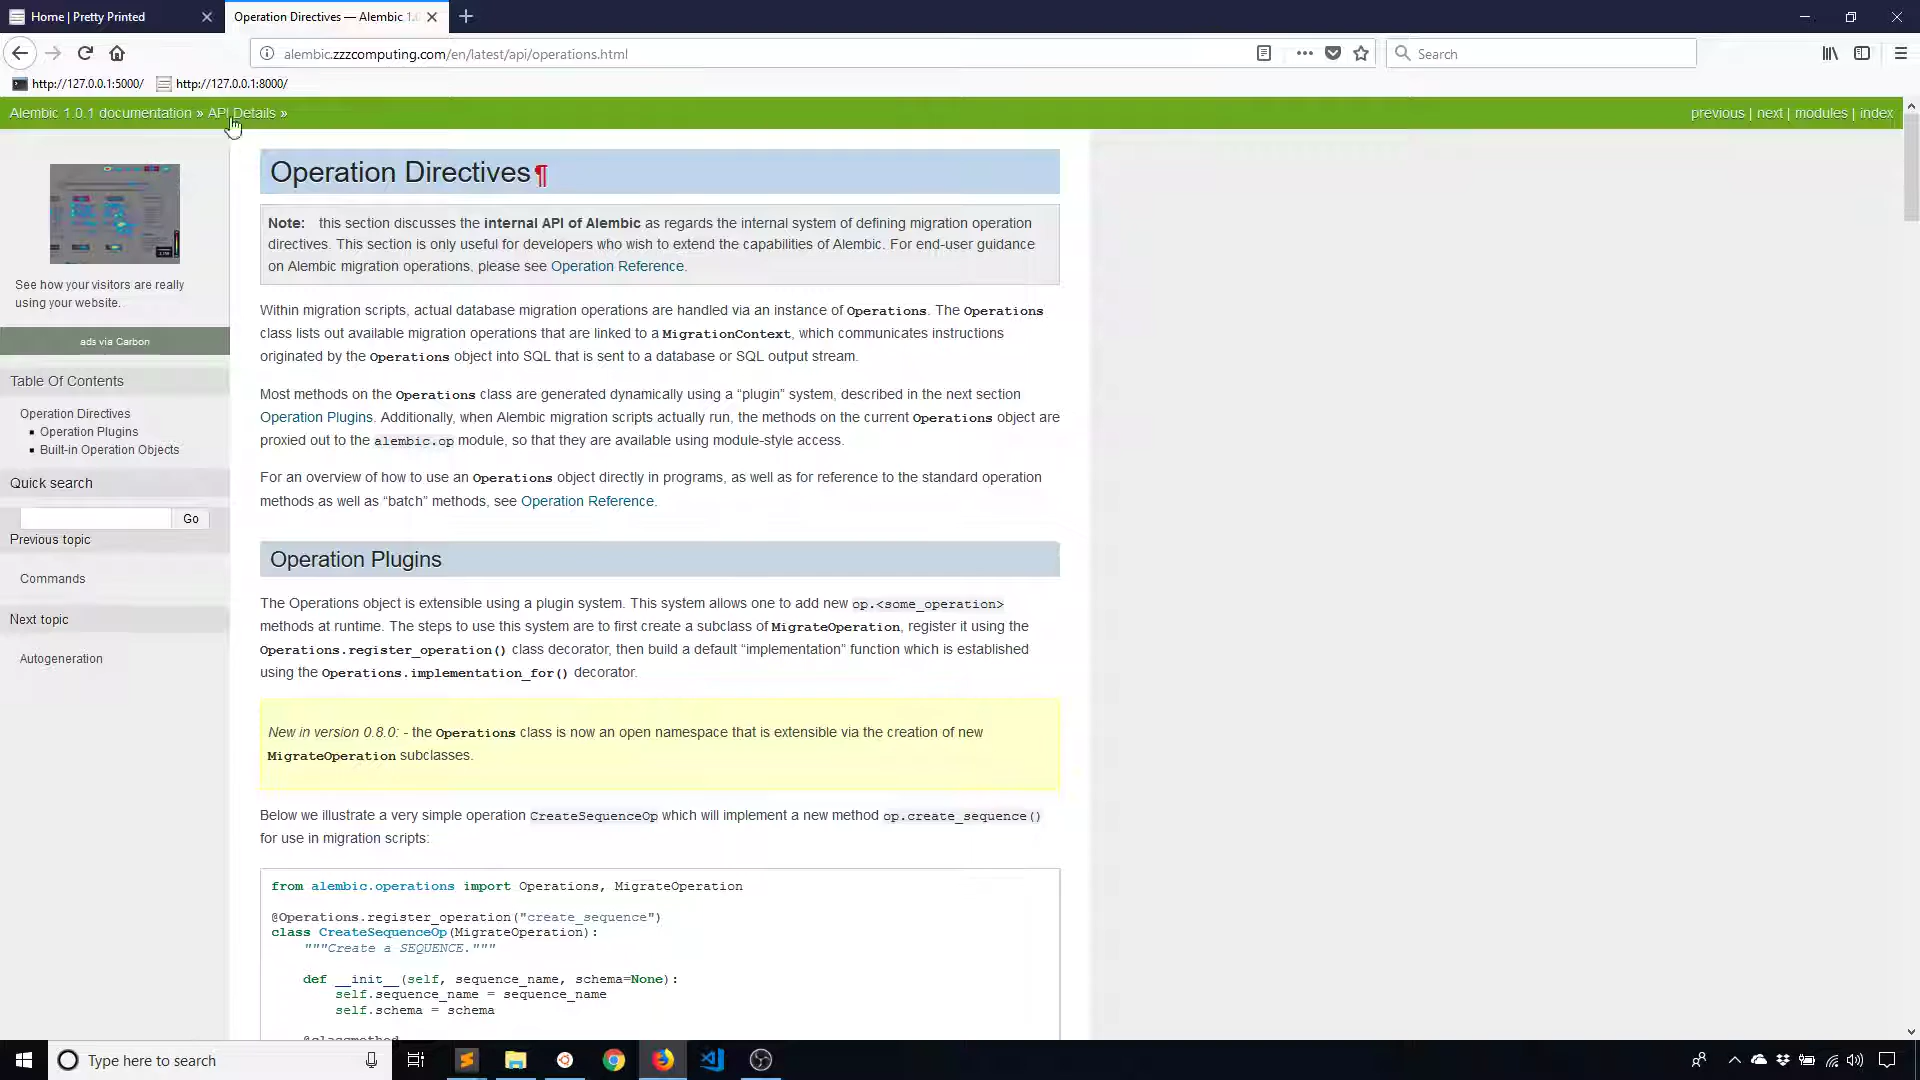 Home | Pretty Printed
Operation Directives — Alembic 1.0
alembic.zzzcomputing.com/en/latest/api/operations.html
Search
http://127.0.0.1:5000/
http://127.0.0.1:8000/
Alembic 1.0.1 documentation » API Details »
previous | next | modules | index
See how your visitors are really
using your website.
ads via Carbon
Table Of Contents
Operation Directives
▪ Operation Plugins
▪ Built-in Operation Objects
Quick search
Go
Previous topic
Commands
Next topic
Autogeneration
Operation Directives¶
Note: this section discusses the internal API of Alembic as regards the internal system of defining migration operation
directives. This section is only useful for developers who wish to extend the capabilities of Alembic. For end-user guidance
on Alembic migration operations, please see Operation Reference.
Within migration scripts, actual database migration operations are handled via an instance of Operations. The Operations
class lists out available migration operations that are linked to a MigrationContext, which communicates instructions
originated by the Operations object into SQL that is sent to a database or SQL output stream.
Most methods on the Operations class are generated dynamically using a “plugin” system, described in the next section
Operation Plugins. Additionally, when Alembic migration scripts actually run, the methods on the current Operations object are
proxied out to the alembic.op module, so that they are available using module-style access.
For an overview of how to use an Operations object directly in programs, as well as for reference to the standard operation
methods as well as “batch” methods, see Operation Reference.
Operation Plugins
The Operations object is extensible using a plugin system. This system allows one to add new op.<some_operation>
methods at runtime. The steps to use this system are to first create a subclass of MigrateOperation, register it using the
Operations.register_operation() class decorator, then build a default “implementation” function which is established
using the Operations.implementation_for() decorator.
New in version 0.8.0: - the Operations class is now an open namespace that is extensible via the creation of new
MigrateOperation subclasses.
Below we illustrate a very simple operation CreateSequenceOp which will implement a new method op.create_sequence()
for use in migration scripts:
from alembic.operations import Operations, MigrateOperation
@Operations.register_operation("create_sequence")
class CreateSequenceOp(MigrateOperation):
"""Create a SEQUENCE."""
def __init__(self, sequence_name, schema=None):
self.sequence_name = sequence_name
self.schema = schema
@classmethod
Type here to search